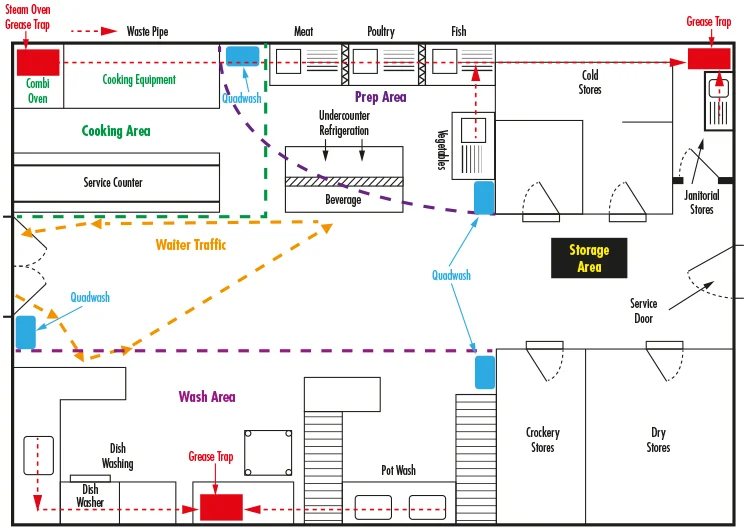 Steam Oven
Grease Trap
Waste Pipe
Meat
Poultry
Fish
Grease Trap
Combi
Oven
Cooking Equipment
Quadwash
Prep Area
Cold
Stores
Cooking Area
Undercounter
Refrigeration
Vegetables
Service Counter
Beverage
Janitorial
Stores
Waiter Traffic
Storage
Area
Quadwash
Quadwash
Service
Door
Wash Area
Dish
Washing
Grease Trap
Pot Wash
Crockery
Stores
Dry
Stores
Dish
Washer